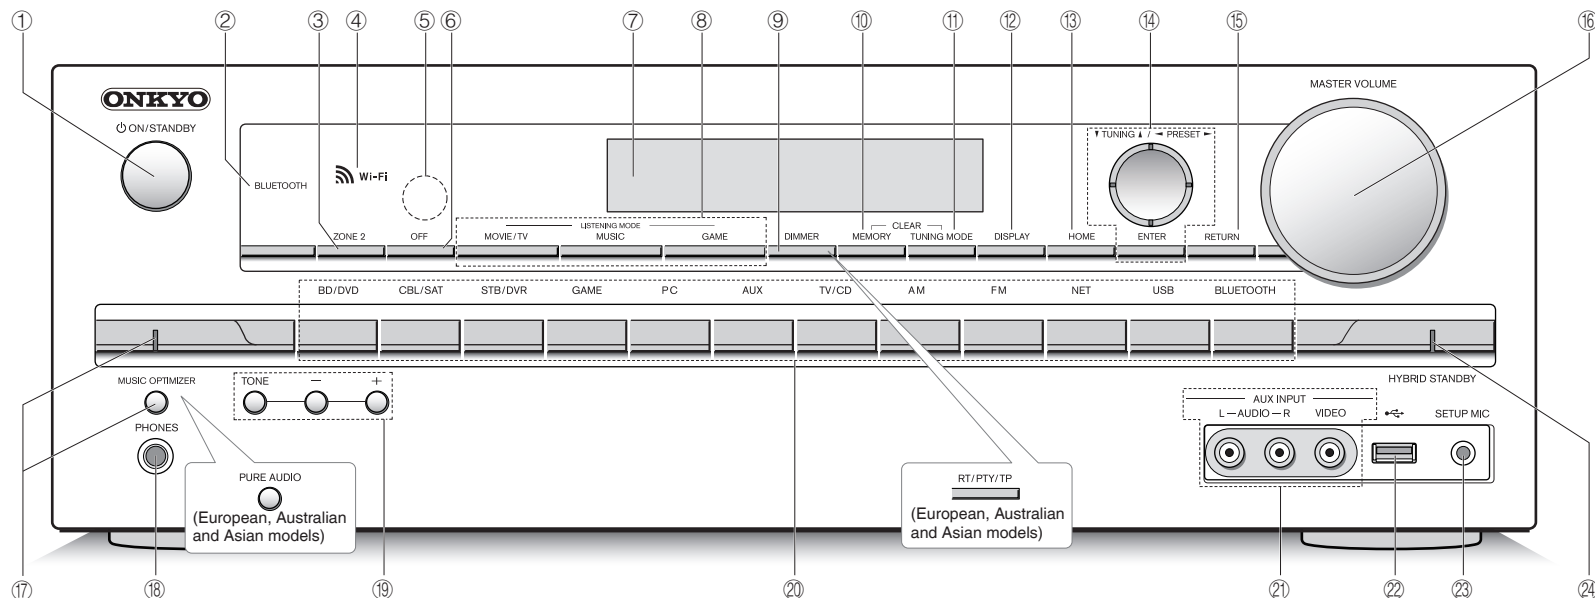 ① ② ③ ④ ⑤ ⑥ ⑦ ⑧ ⑨ ⑩ ⑪ ⑫ ⑬ ⑭ ⑮ ⑯
ONKYO
ON/STANDBY
MASTER VOLUME
TUNING / PRESET
BLUETOOTH
Wi-Fi
LISTENING MODE
CLEAR
ZONE 2 OFF MOVIE/TV MUSIC GAME DIMMER MEMORY TUNING MODE DISPLAY HOME ENTER RETURN
BD/DVD CBL/SAT STB/DVR GAME PC AUX TV/CD AM FM NET USB BLUETOOTH
MUSIC OPTIMIZER
TONE − +
HYBRID STANDBY
PHONES
AUX INPUT
L AUDIO R VIDEO
SETUP MIC
PURE AUDIO
(European, Australian
and Asian models)
RT/PTY/TP
(European, Australian
and Asian models)
⑰ ⑱ ⑲ ⑳ ㉑ ㉒ ㉓ ㉔